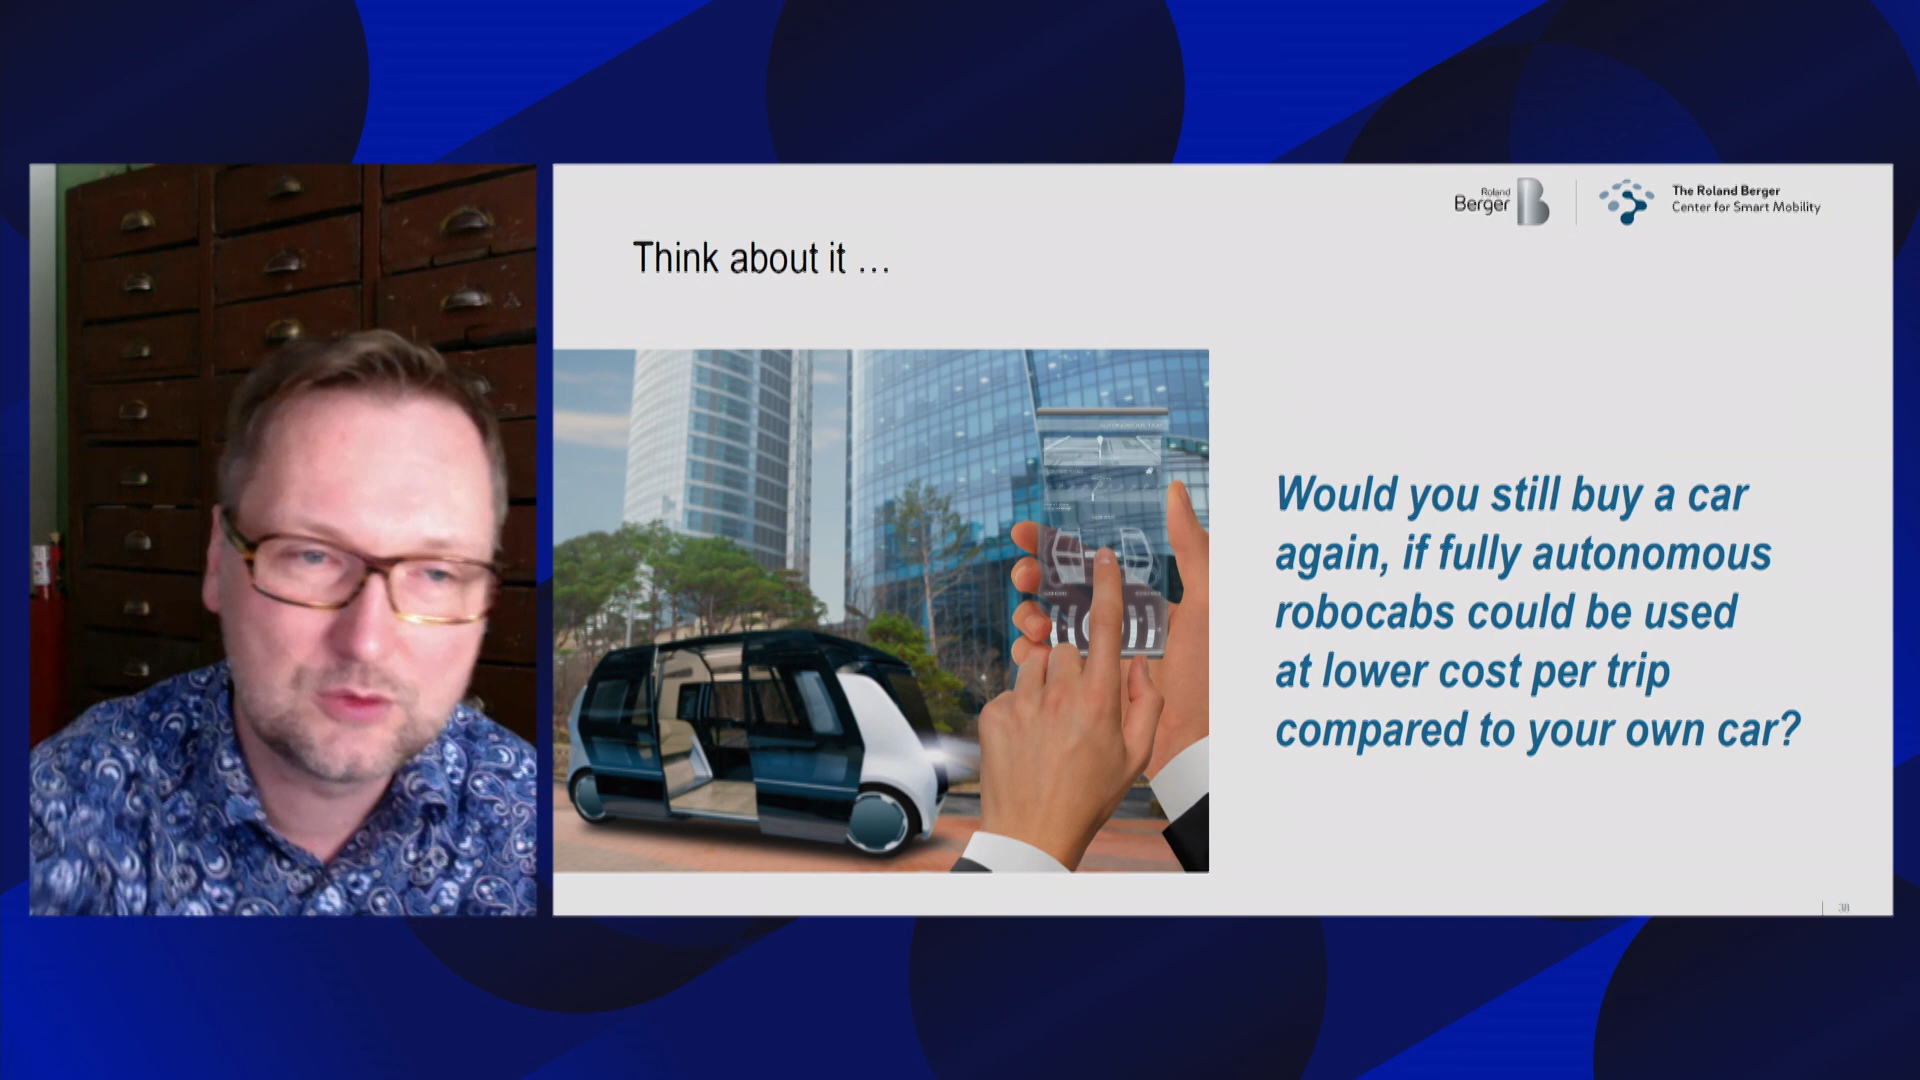 Roland
Berger
The Roland Berger
Center for Smart Mobility
Think about it ...
Would you still buy a car
again, if fully autonomous
robocabs could be used
at lower cost per trip
compared to your own car?